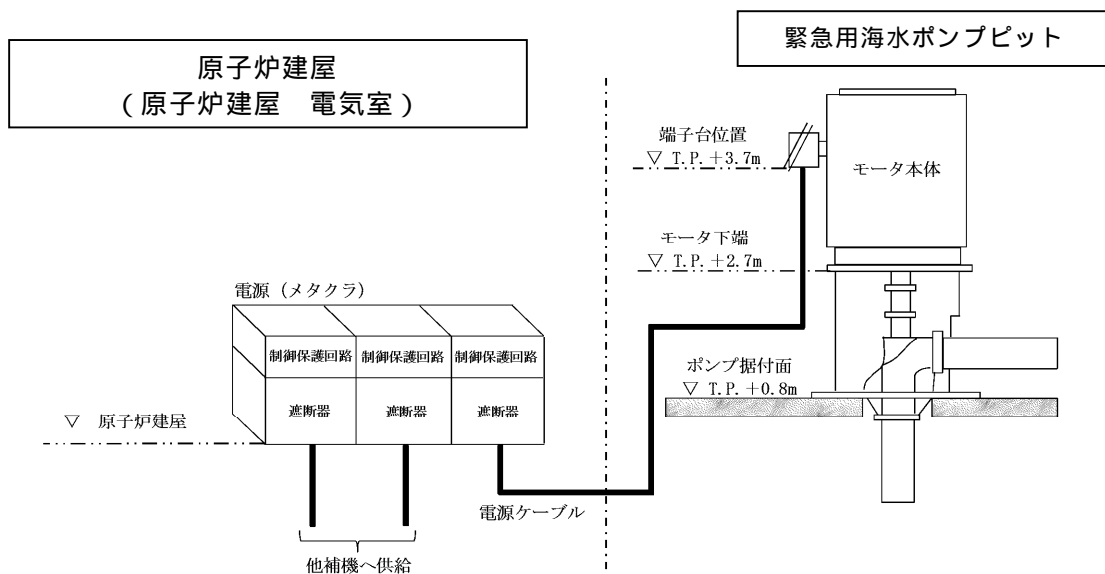 原子炉建屋
（原子炉建屋　電気室）
緊急用海水ポンプピット
端子台位置
▽ T.P.＋3.7m
モータ本体
モータ下端
▽ T.P.＋2.7m
電源（メタクラ）
制御保護回路 制御保護回路 制御保護回路
遮断器 遮断器 遮断器
ポンプ据付面
▽ T.P.＋0.8m
▽ 原子炉建屋
電源ケーブル
他補機へ供給